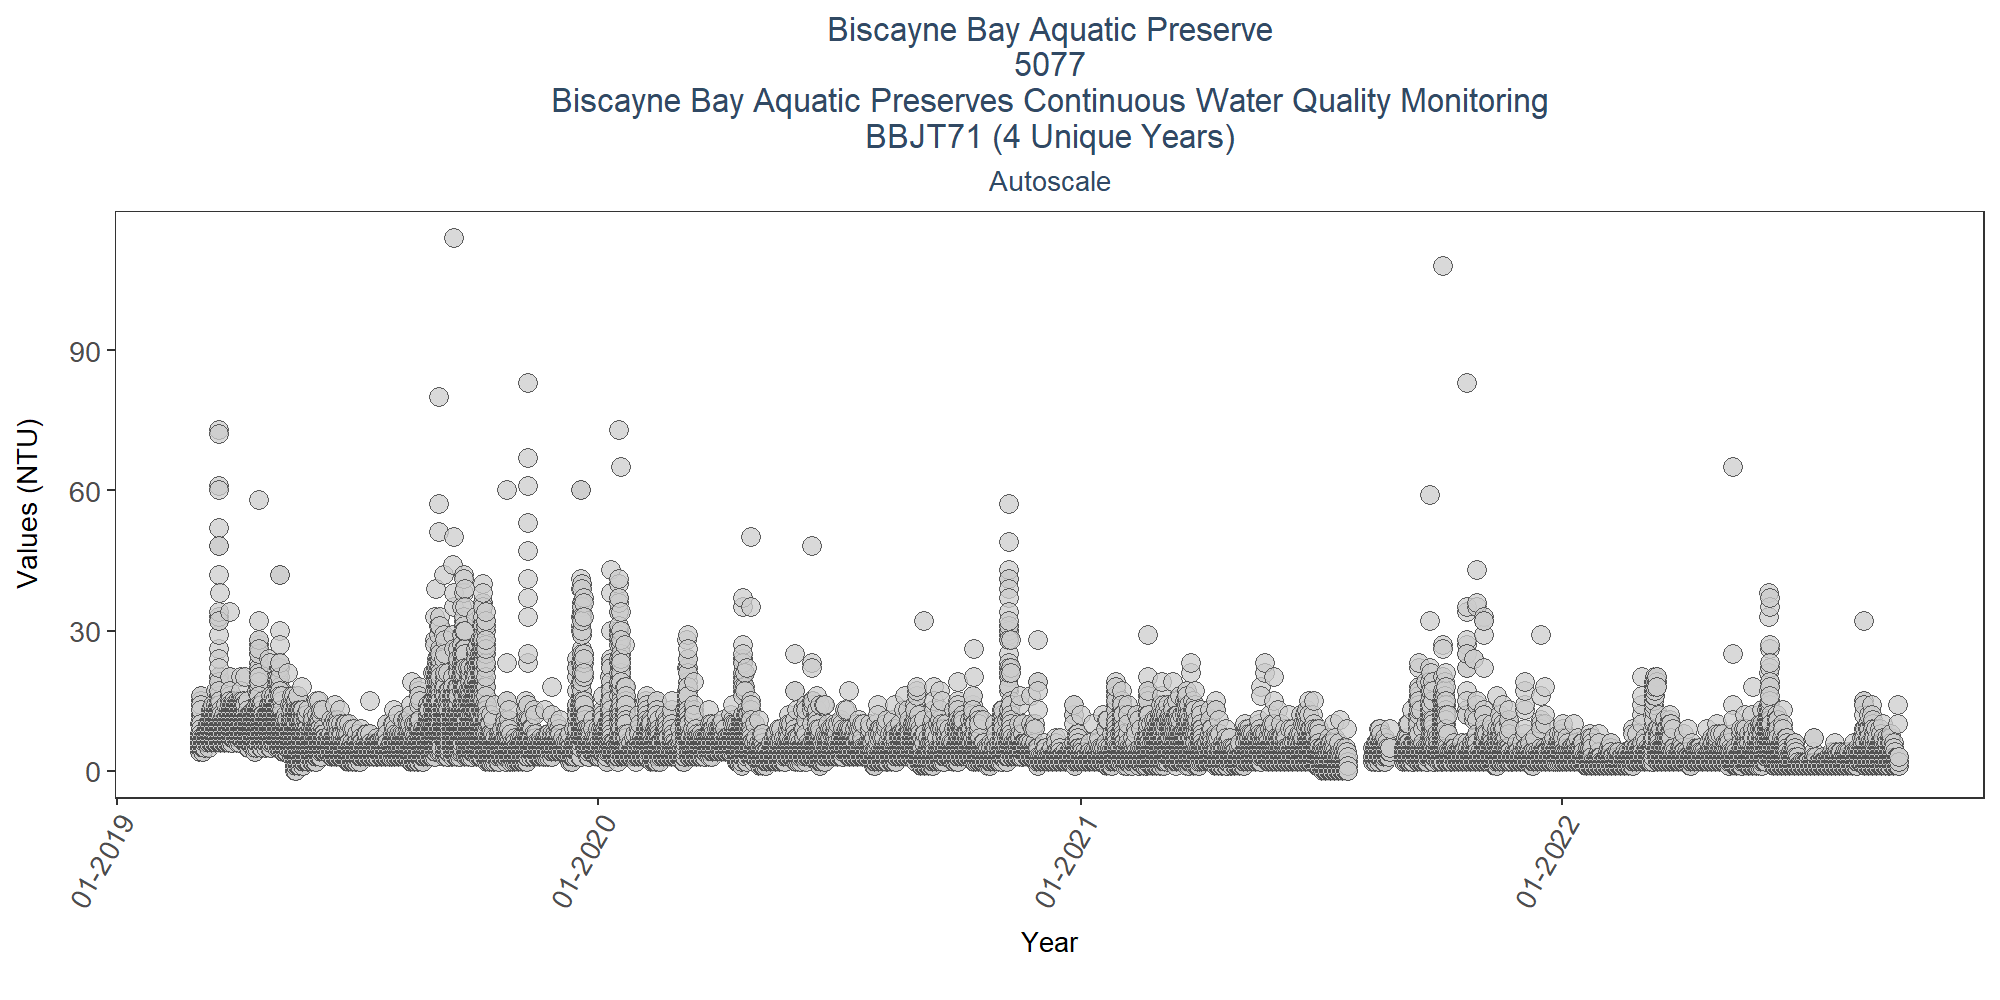 Biscayne Bay Aquatic Preserve
5077
Biscayne Bay Aquatic Preserves Continuous Water Quality Monitoring
BBJT71 (4 Unique Years)
Autoscale
Values (NTU)
90
60
30
0
01-2019
01-2020
01-2021
01-2022
Year